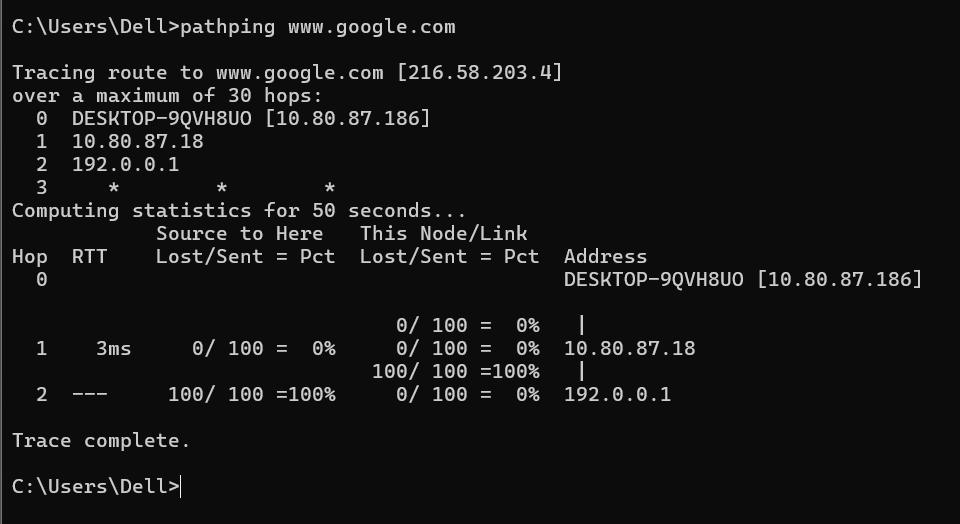 C:\Users\Dell>pathping www.google.com
Tracing route to www.google.com [216.58.203.4]
over a maximum of 30 hops:
  0  DESKTOP-9QVH8UO [10.80.87.186]
  1  10.80.87.18
  2  192.0.0.1
  3     *        *        *
Computing statistics for 50 seconds...
            Source to Here   This Node/Link
Hop  RTT    Lost/Sent = Pct  Lost/Sent = Pct  Address
  0                                           DESKTOP-9QVH8UO [10.80.87.186]
                                0/ 100 =  0%   |
  1    3ms     0/ 100 =  0%     0/ 100 =  0%  10.80.87.18
                              100/ 100 =100%   |
  2  ---     100/ 100 =100%     0/ 100 =  0%  192.0.0.1
Trace complete.
C:\Users\Dell>